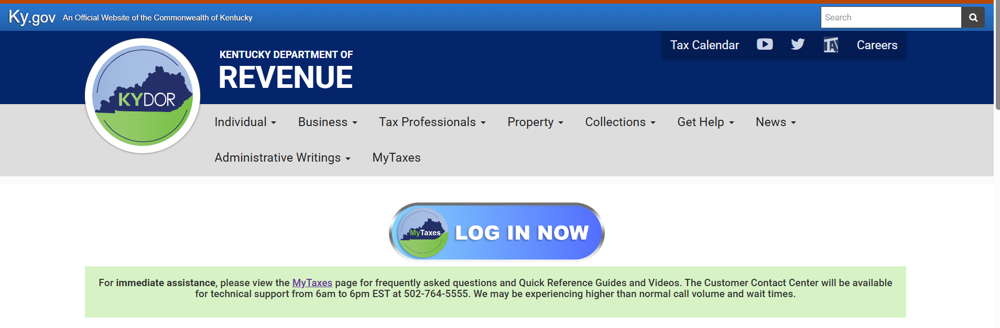 Ky.gov An Official Website of the Commonwealth of Kentucky
Search
Tax Calendar
TA
Careers
KYDOR
KENTUCKY DEPARTMENT OF
REVENUE
Individual
Business
Tax Professionals
Property
Collections
Get Help
News
Administrative Writings
MyTaxes
MyTaxes
LOG IN NOW
For immediate assistance, please view the MyTaxes page for frequently asked questions and Quick Reference Guides and Videos. The Customer Contact Center will be available
for technical support from 6am to 6pm EST at 502-764-5555. We may be experiencing higher than normal call volume and wait times.